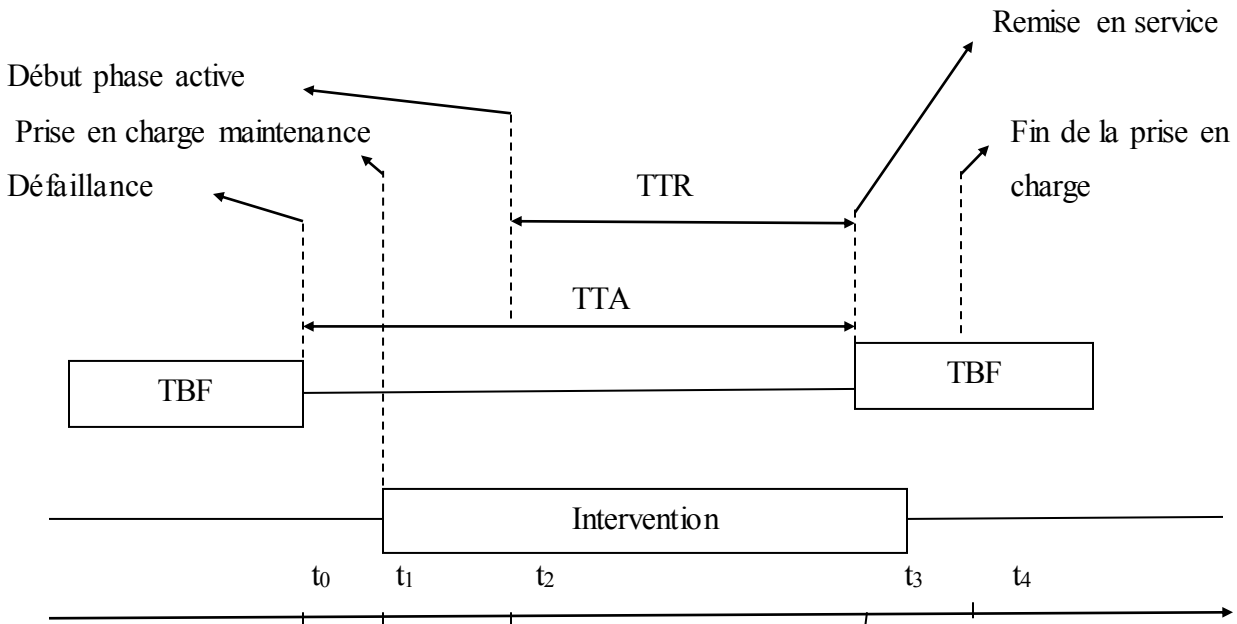 Remise en service
Début phase active
Prise en charge maintenance
Fin de la prise en
charge
Défaillance
TTR
TTA
TBF
TBF
Intervention
t₀ t₁ t₂ t₃ t₄